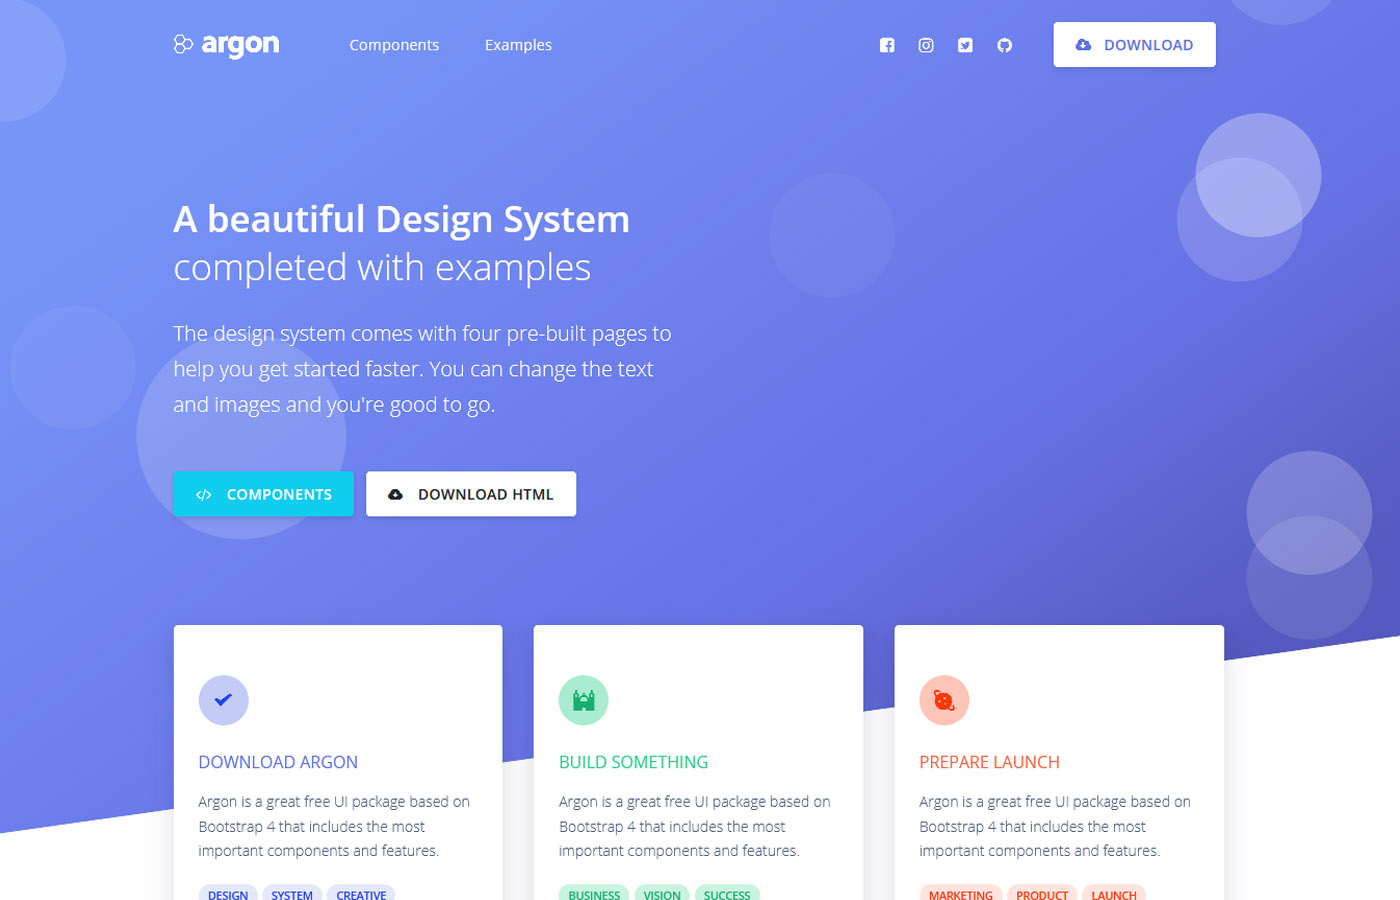 argon
Components
Examples
DOWNLOAD
A beautiful Design System
completed with examples
The design system comes with four pre-built pages to
help you get started faster. You can change the text
and images and you're good to go.
</> COMPONENTS
DOWNLOAD HTML
DOWNLOAD ARGON
Argon is a great free UI package based on
Bootstrap 4 that includes the most
important components and features.
DESIGN SYSTEM CREATIVE
BUILD SOMETHING
Argon is a great free UI package based on
Bootstrap 4 that includes the most
important components and features.
BUSINESS VISION SUCCESS
PREPARE LAUNCH
Argon is a great free UI package based on
Bootstrap 4 that includes the most
important components and features.
MARKETING PRODUCT LAUNCH